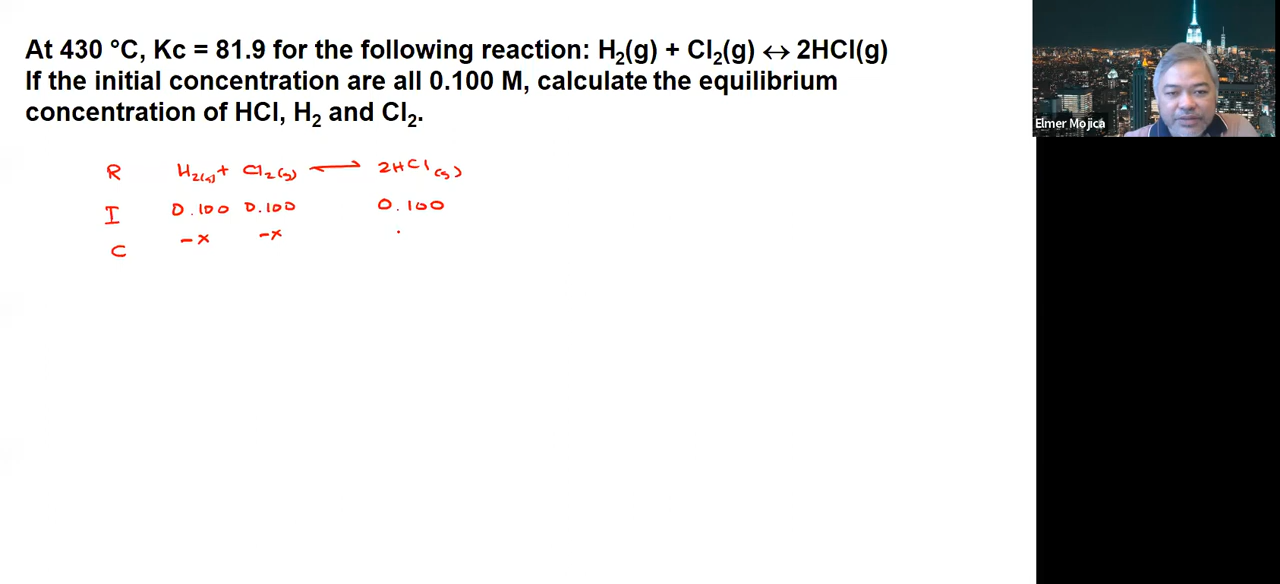 At 430 °C, Kc = 81.9 for the following reaction: H₂(g) + Cl₂(g) ↔ 2HCl(g)
If the initial concentration are all 0.100 M, calculate the equilibrium
concentration of HCl, H₂ and Cl₂.
Elmer Mojica
R H₂(g) + Cl₂(g) ⇌ 2HCl(g)
I 0.100 0.100 0.100
C -x -x